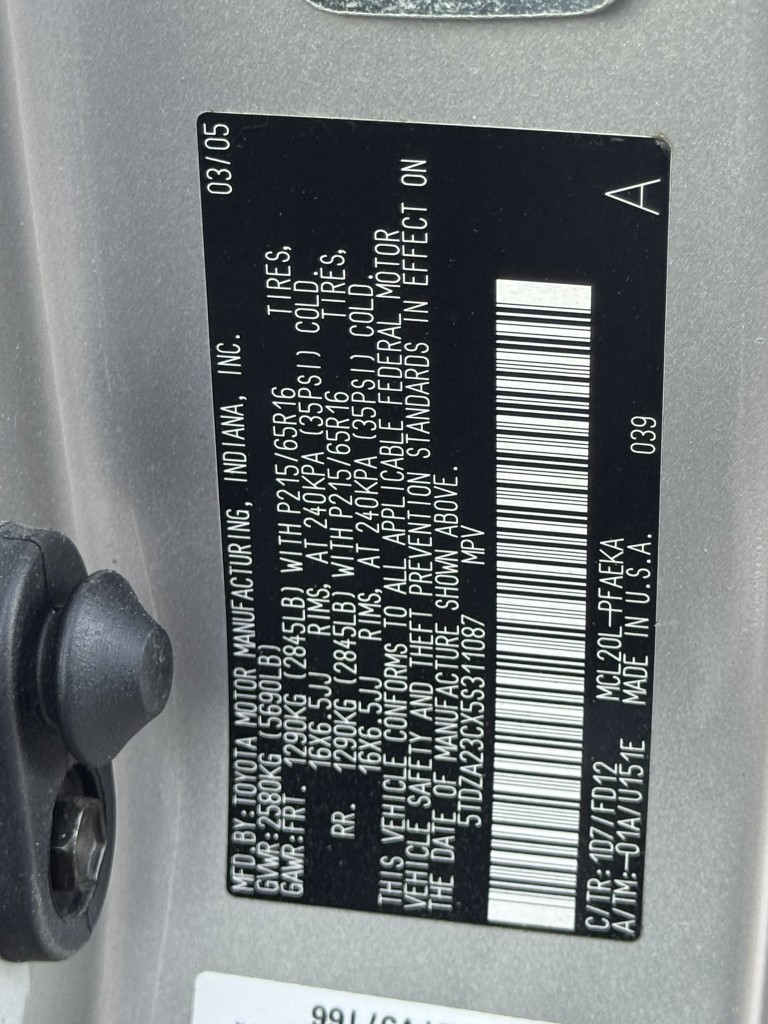 MFD. BY: TOYOTA MOTOR MANUFACTURING, INDIANA, INC. 03/05
GVWR: 2580KG (5690LB)
GAWR: FRT. 1290KG (2845LB) WITH P215/65R16 TIRES,
16X6.5JJ RIMS, AT 240KPA (35PSI) COLD.
RR. 1290KG (2845LB) WITH P215/65R16 TIRES,
16X6.5JJ RIMS, AT 240KPA (35PSI) COLD.
THIS VEHICLE CONFORMS TO ALL APPLICABLE FEDERAL MOTOR
VEHICLE SAFETY AND THEFT PREVENTION STANDARDS IN EFFECT ON
THE DATE OF MANUFACTURE SHOWN ABOVE.
5TDZA23CX5S311087 MPV
C/TR: 1D7/FD12 MCL20L-PFAEKA 039 A
A/TM: -01A/U151E MADE IN U.S.A.